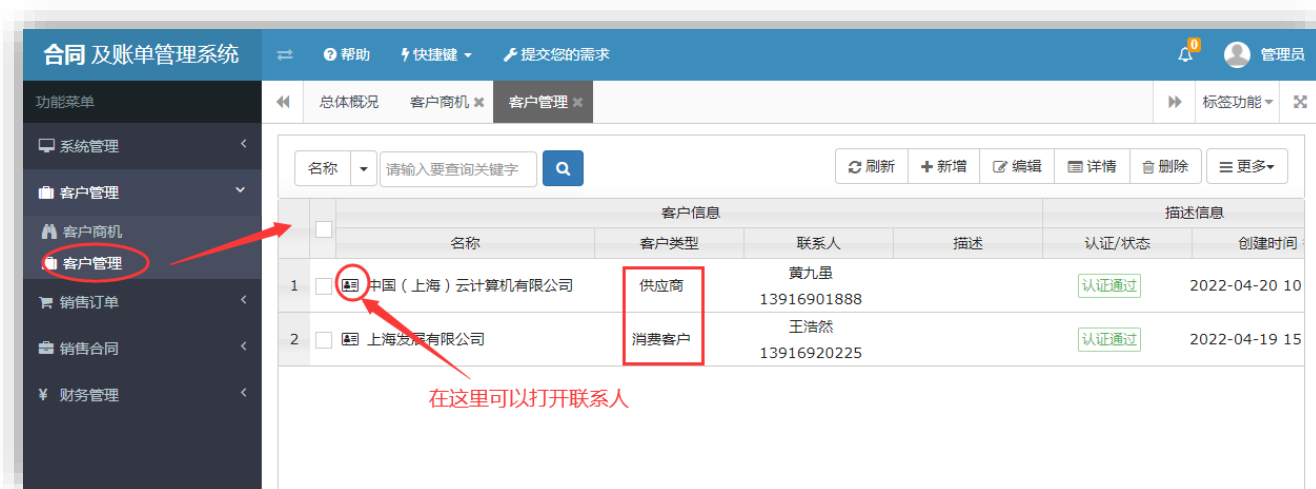 合同 及账单管理系统
帮助 快捷键 提交您的需求
0 管理员
功能菜单
总体概况 客户商机 客户管理
标签功能
系统管理
客户管理
客户商机
客户管理
销售订单
销售合同
财务管理
名称 请输入要查询关键字
刷新 新增 编辑 详情 删除 更多
客户信息 描述信息
名称 客户类型 联系人 描述 认证/状态 创建时间
1 中国（上海）云计算机有限公司 供应商 黄九虽 认证通过 2022-04-20 10
13916901888
2 上海发展有限公司 消费客户 王浩然 认证通过 2022-04-19 15
13916920225
在这里可以打开联系人